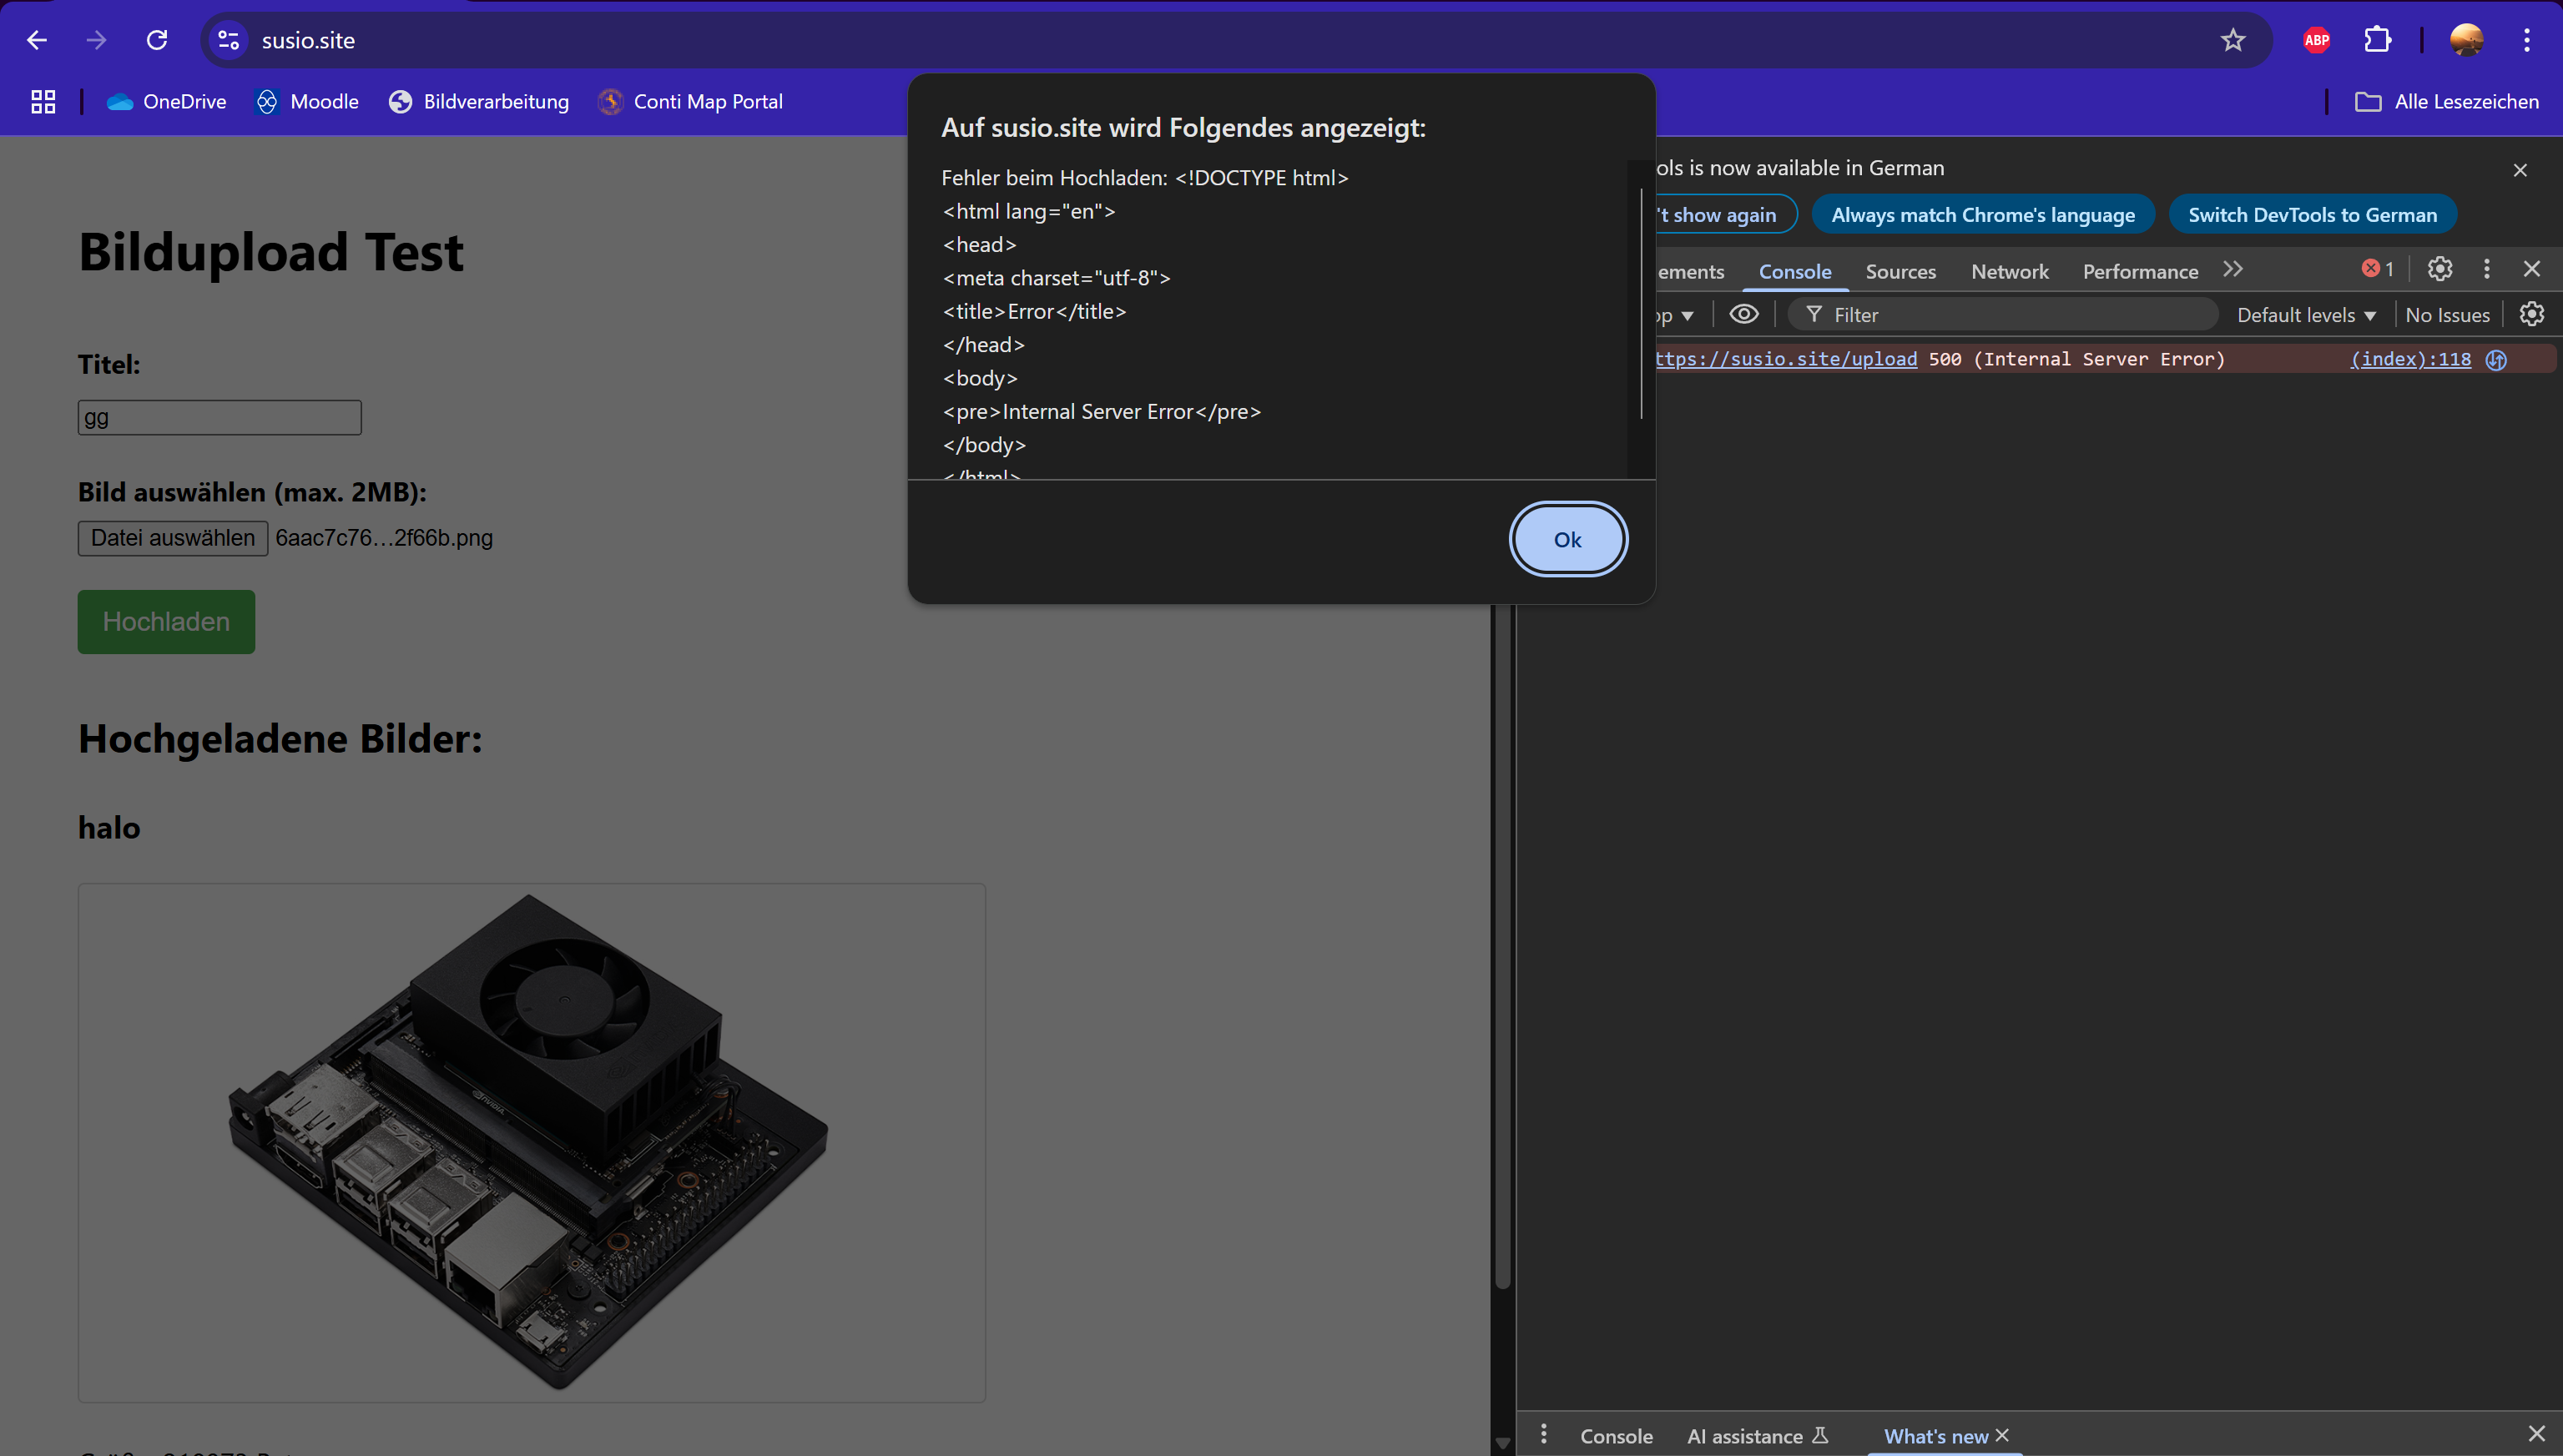 susio.site
ABP
OneDrive
Moodle
Bildverarbeitung
Conti Map Portal
Alle Lesezeichen
Auf susio.site wird Folgendes angezeigt:
Fehler beim Hochladen: <!DOCTYPE html>
<html lang="en">
<head>
<meta charset="utf-8">
<title>Error</title>
</head>
<body>
<pre>Internal Server Error</pre>
</body>
</html>
Ok
Bildupload Test
Titel:
gg
Bild auswählen (max. 2MB):
Datei auswählen 6aac7c76…2f66b.png
Hochladen
Hochgeladene Bilder:
halo
NVIDIA
ols is now available in German
't show again
Always match Chrome's language
Switch DevTools to German
ements
Console
Sources
Network
Performance
1
op
Filter
Default levels
No Issues
ttps://susio.site/upload 500 (Internal Server Error)
(index):118
Console
AI assistance
What's new